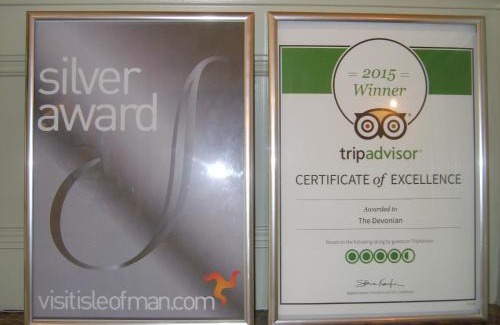 silver
award
visitisleofman.com
= 2015 =
Winner
tripadvisor®
CERTIFICATE of EXCELLENCE
Awarded to
The Devonian